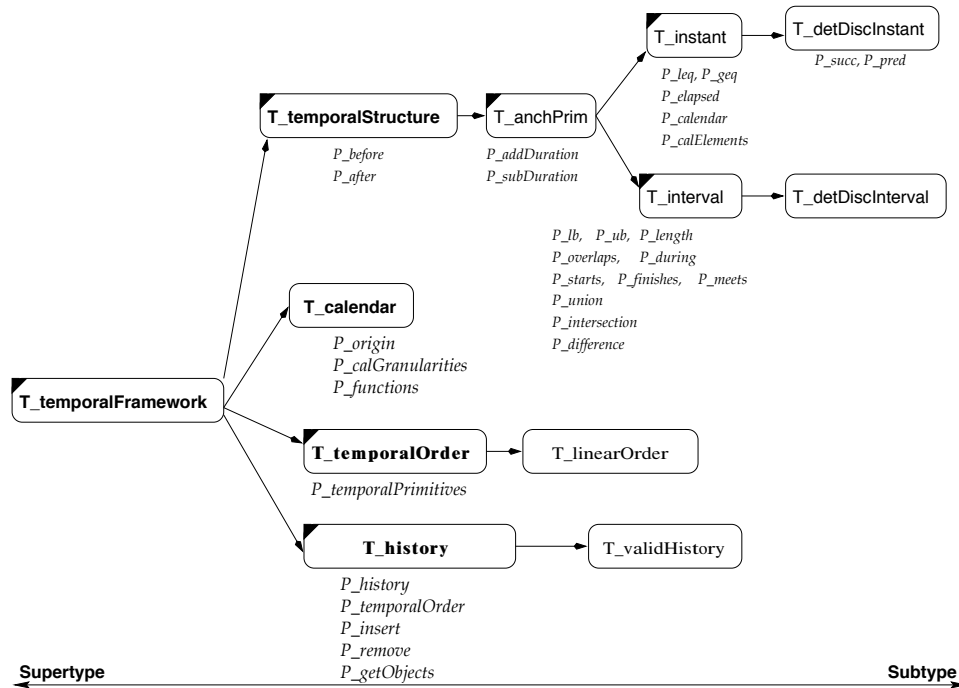 T_instant
T_detDiscInstant
P_succ, P_pred
P_leq, P_geq
P_elapsed
P_calendar
P_calElements
T_temporalStructure
P_before
P_after
T_anchPrim
P_addDuration
P_subDuration
T_interval
T_detDiscInterval
P_lb, P_ub, P_length
P_overlaps, P_during
P_starts, P_finishes, P_meets
P_union
P_intersection
P_difference
T_calendar
P_origin
P_calGranularities
P_functions
T_temporalFramework
T_temporalOrder
T_linearOrder
P_temporalPrimitives
T_history
T_validHistory
P_history
P_temporalOrder
P_insert
P_remove
P_getObjects
Supertype
Subtype